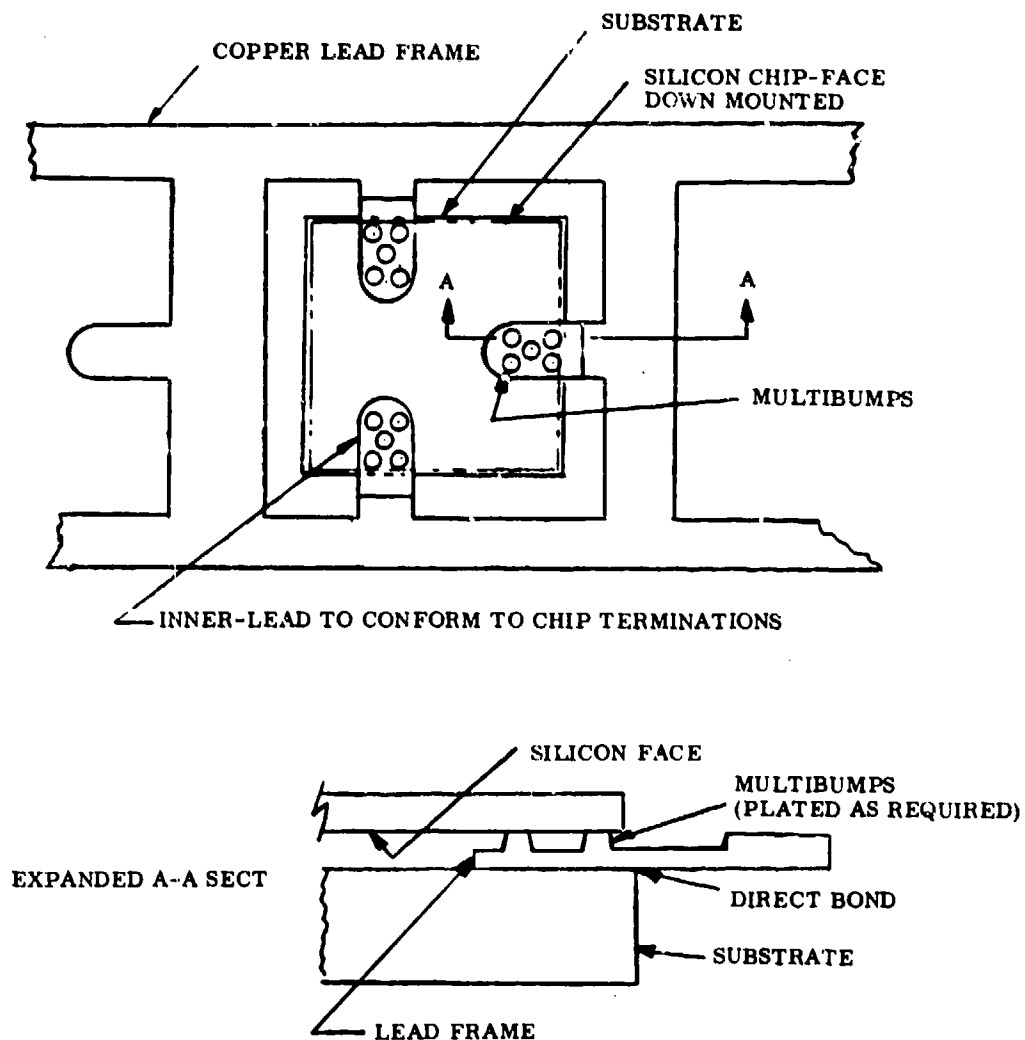 SUBSTRATE
COPPER LEAD FRAME
SILICON CHIP-FACE
DOWN MOUNTED
A
A
MULTIBUMPS
INNER-LEAD TO CONFORM TO CHIP TERMINATIONS
SILICON FACE
MULTIBUMPS
(PLATED AS REQUIRED)
EXPANDED A-A SECT
DIRECT BOND
SUBSTRATE
LEAD FRAME